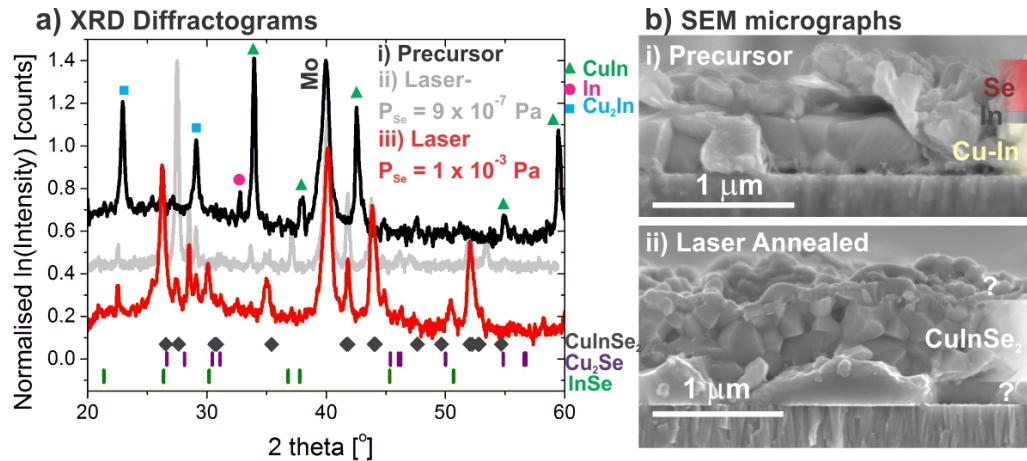 a) XRD Diffractograms
Normalised ln(Intensity) [counts]
1.4
1.2
1.0
0.8
0.6
0.4
0.2
0.0
Mo
i) Precursor
ii) Laser-
P_Se = 9 x 10^-7 Pa
iii) Laser
P_Se = 1 x 10^-3 Pa
CuIn
In
Cu₂In
CuInSe₂
Cu₂Se
InSe
20 30 40 50 60
2 theta [°]
b) SEM micrographs
i) Precursor
Se
In
Cu-In
1 µm
ii) Laser Annealed
?
CuInSe₂
?
1 µm